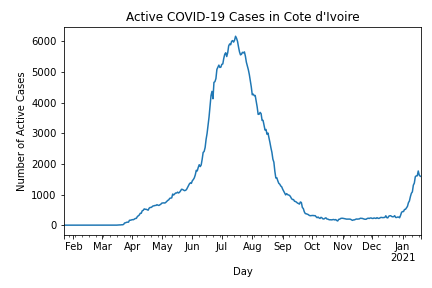 Active COVID-19 Cases in Cote d'Ivoire
Number of Active Cases
6000
5000
4000
3000
2000
1000
0
Feb Mar Apr May Jun Jul Aug Sep Oct Nov Dec Jan
2021
Day